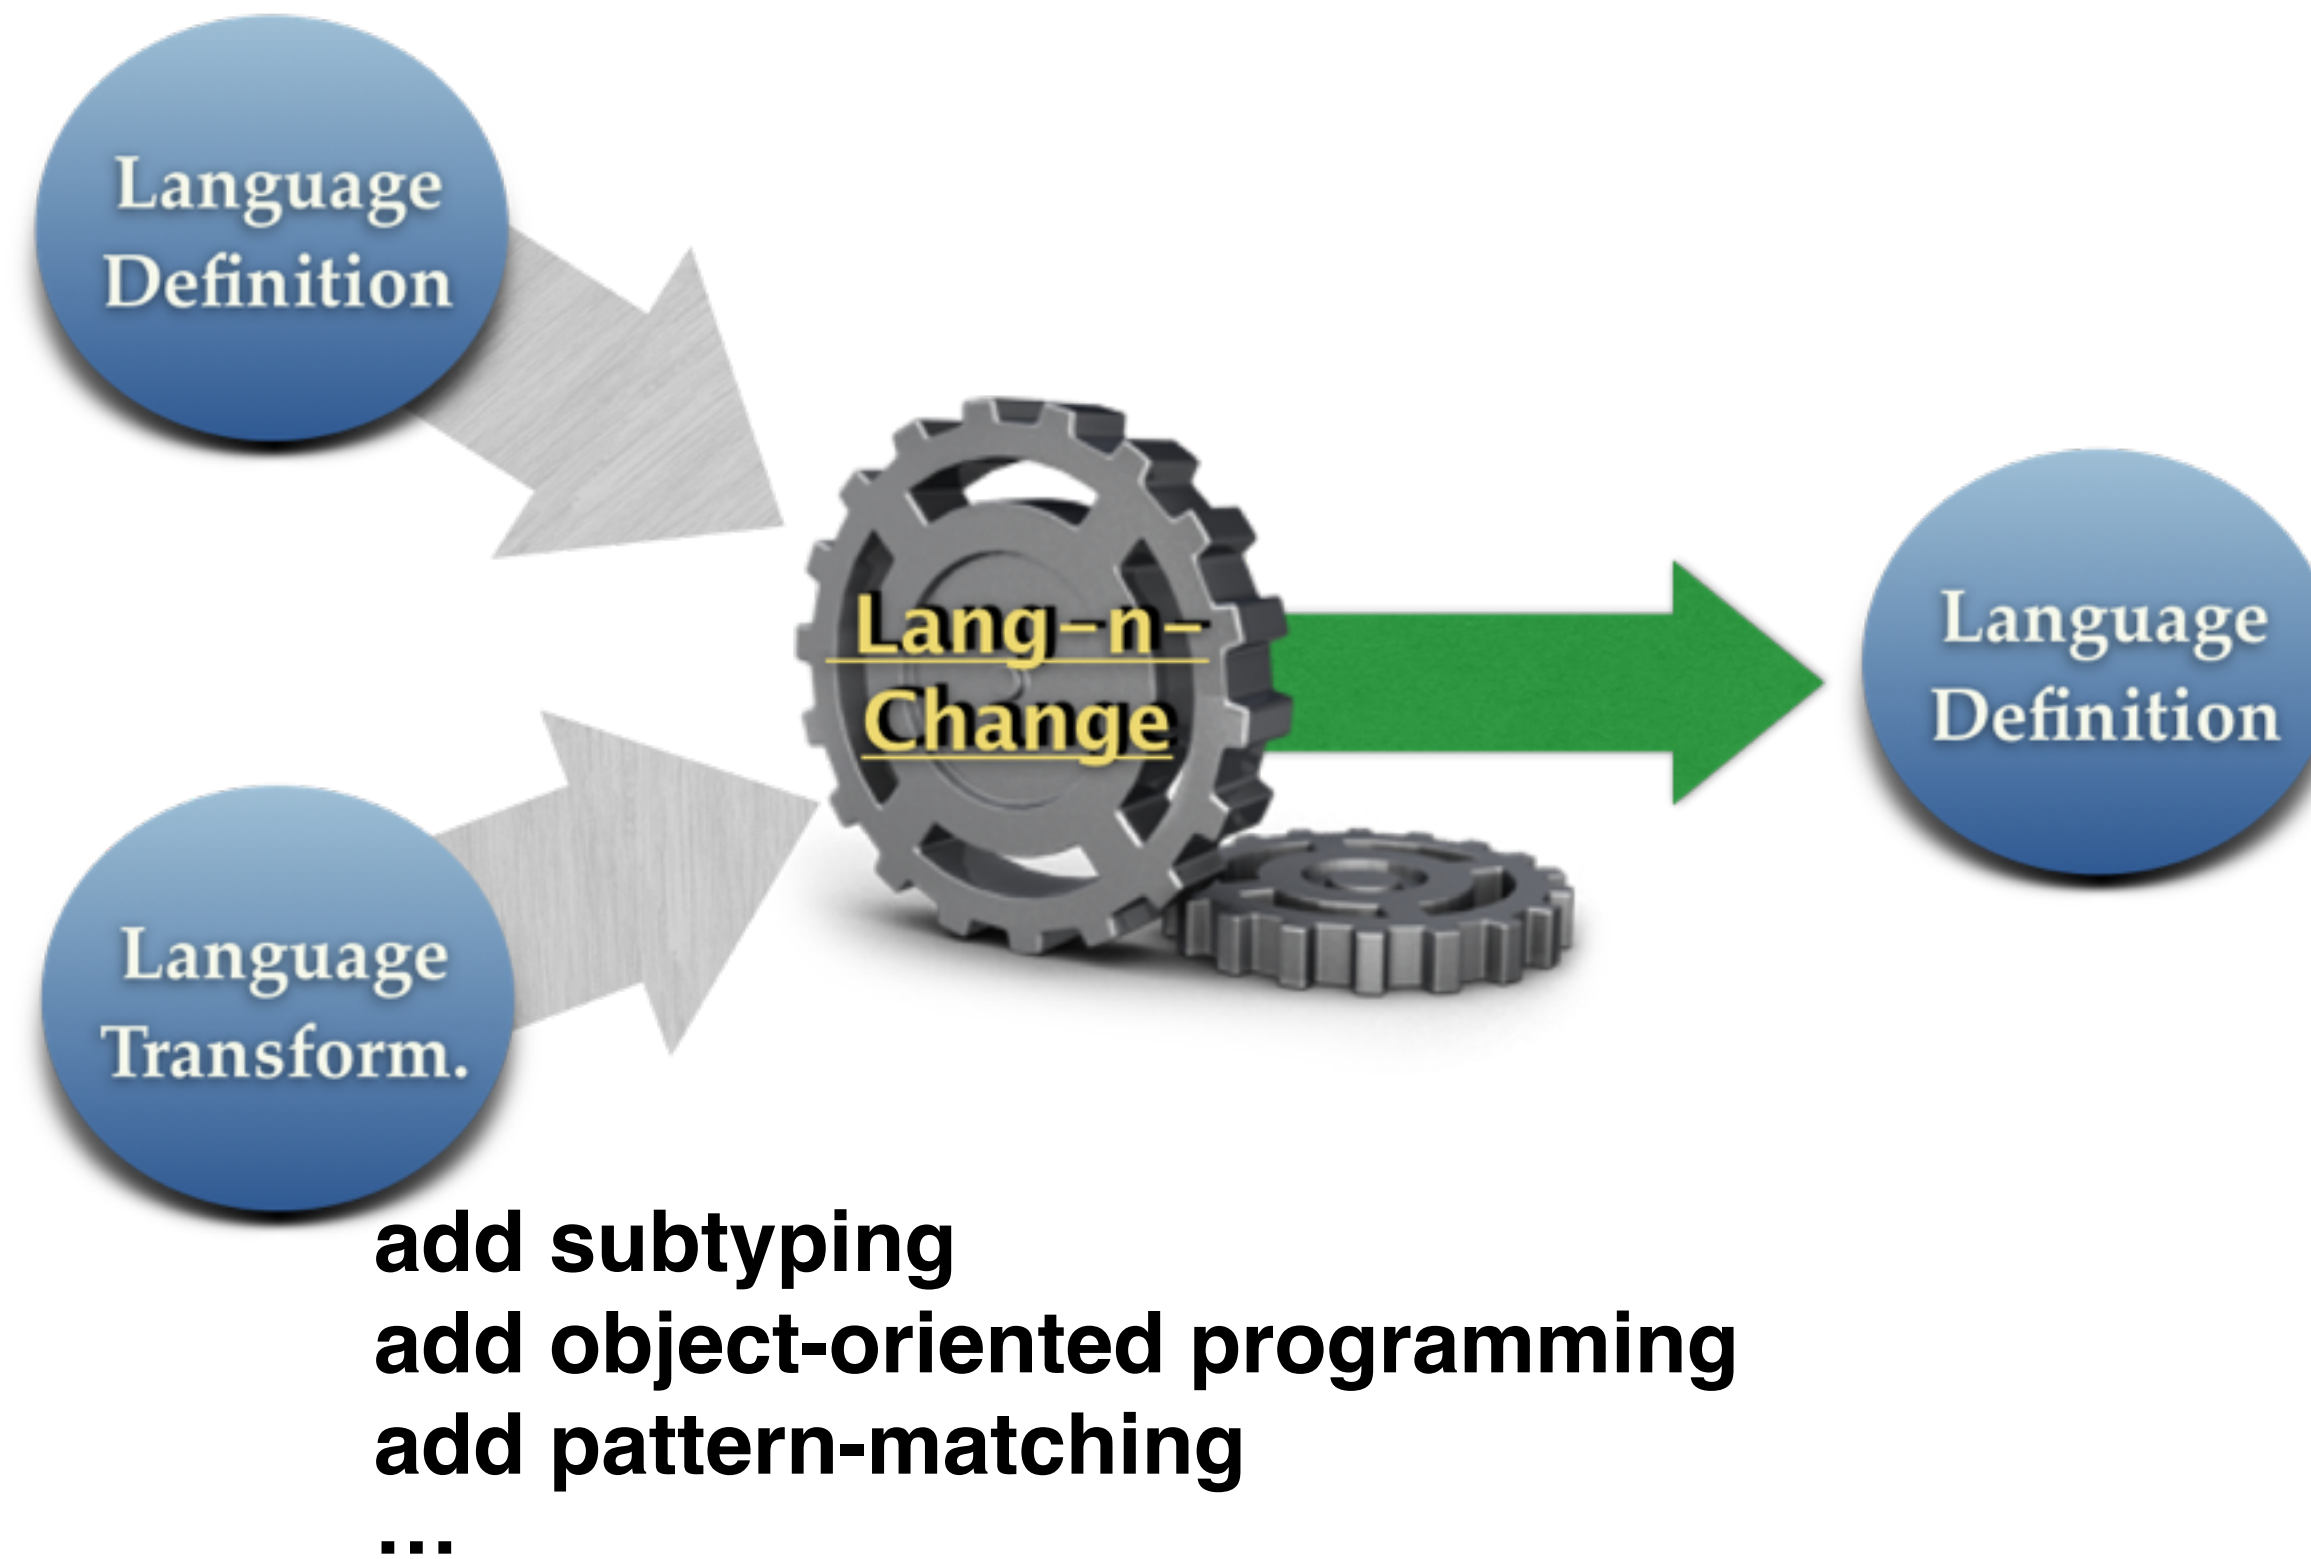 Language
Definition
Lang-n-
Change
Language
Definition
Language
Transform.
add subtyping
add object-oriented programming
add pattern-matching
...